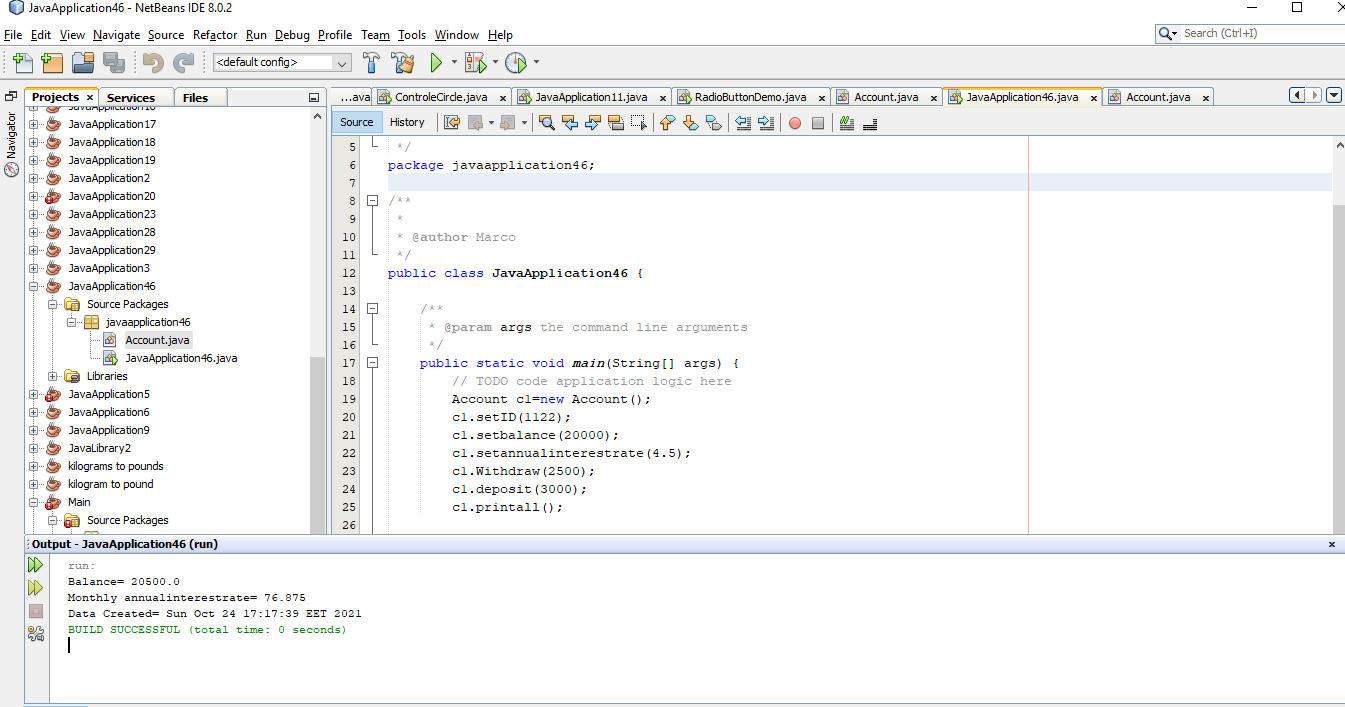 JavaApplication46 - NetBeans IDE 8.0.2
File Edit View Navigate Source Refactor Run Debug Profile Team Tools Window Help
Search (Ctrl+I)
<default config>
Projects Services Files
Navigator
JavaApplication16
JavaApplication17
JavaApplication18
JavaApplication19
JavaApplication2
JavaApplication20
JavaApplication23
JavaApplication28
JavaApplication29
JavaApplication3
JavaApplication46
Source Packages
javaapplication46
Account.java
JavaApplication46.java
Libraries
JavaApplication5
JavaApplication6
JavaApplication9
JavaLibrary2
kilograms to pounds
kilogram to pound
Main
Source Packages
...ava ControleCircle.java JavaApplication11.java RadioButtonDemo.java Account.java JavaApplication46.java Account.java
Source History
5 */
6 package javaapplication46;
7
8 /**
9 *
10 * @author Marco
11 */
12 public class JavaApplication46 {
13
14 /**
15 * @param args the command line arguments
16 */
17 public static void main(String[] args) {
18 // TODO code application logic here
19 Account c1=new Account();
20 c1.setID(1122);
21 c1.setbalance(20000);
22 c1.setannualinterestrate(4.5);
23 c1.Withdraw(2500);
24 c1.deposit(3000);
25 c1.printall();
26
Output - JavaApplication46 (run)
run:
Balance= 20500.0
Monthly annualinterestrate= 76.875
Data Created= Sun Oct 24 17:17:39 EET 2021
BUILD SUCCESSFUL (total time: 0 seconds)